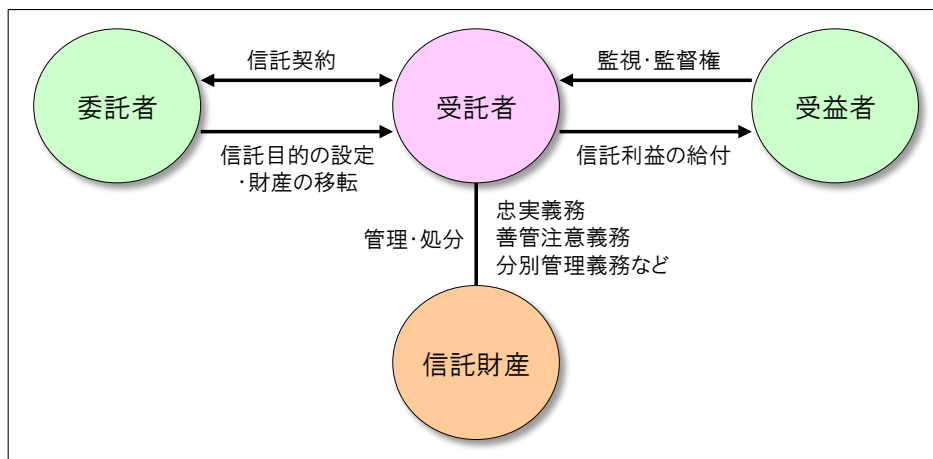 信託契約
監視・監督権
委託者
受託者
受益者
信託目的の設定
・財産の移転
信託利益の給付
管理・処分
忠実義務
善管注意義務
分別管理義務など
信託財産